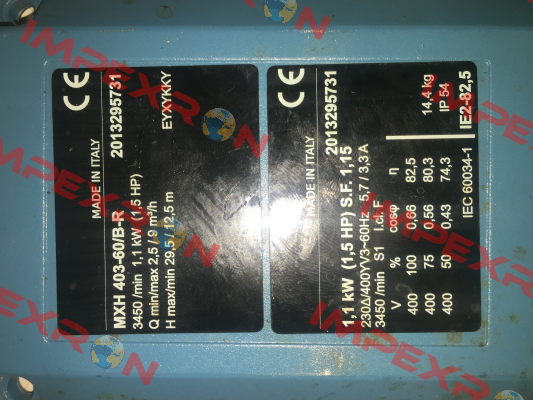 CE
MADE IN ITALY
MXH 403-60/B-R 2013295731
3450 /min 1,1 kW (1,5 HP)
Q min/max 2,5 / 9 m³/h EYXYKKY
H max/min 29,5 / 12,5 m
CE
MADE IN ITALY
2013295731
1,1 kW (1,5 HP) S.F. 1,15
230Δ/400YV3~60Hz 5,7 / 3,3 A
3450 /min S1 I.cl. F 14.4 kg
V % cosφ η IP 54
400 100 0,66 82,5
400 75 0,56 80,3
400 50 0,43 74,3
IEC 60034-1 IE2-82,5
IMPEXRON
IMPEXRON
IMPEXRON
IMPEXRON
IMPEXRON